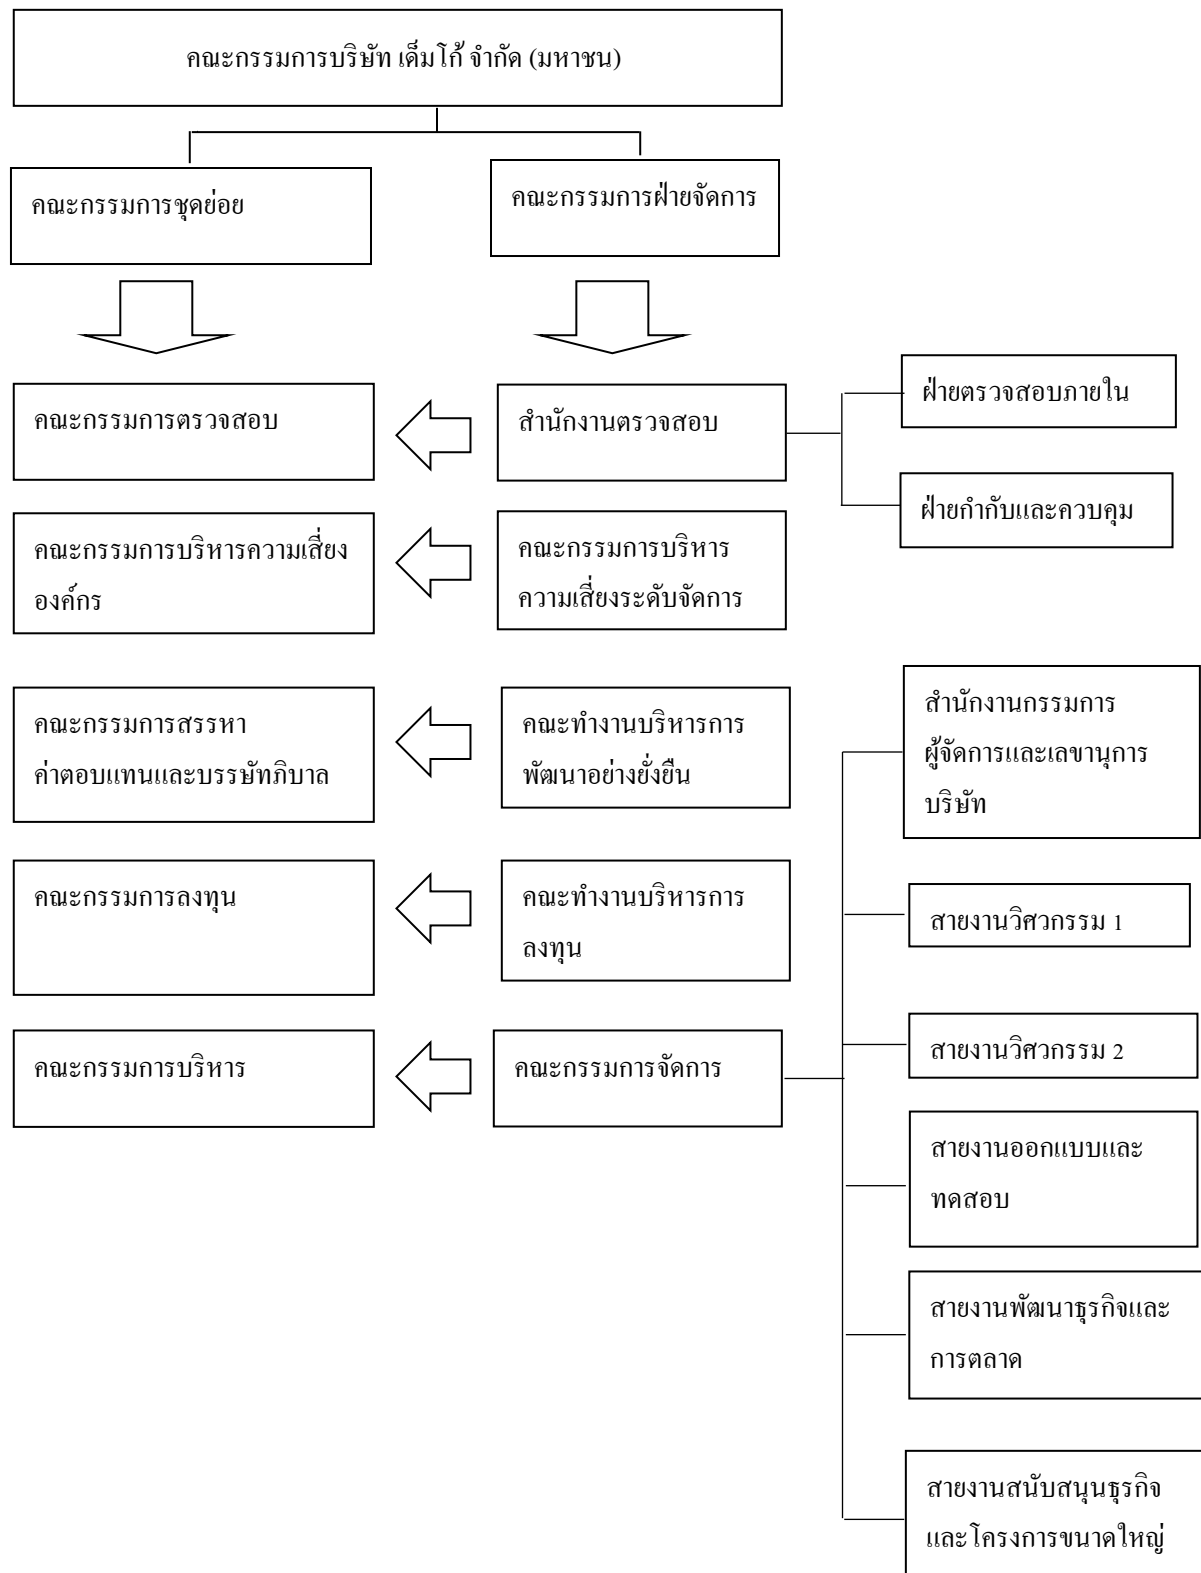 คณะกรรมการบริษัท เด็มโก้ จำกัด (มหาชน)
คณะกรรมการชุดย่อย
คณะกรรมการฝ่ายจัดการ
คณะกรรมการตรวจสอบ
สำนักงานตรวจสอบ
ฝ่ายตรวจสอบภายใน
ฝ่ายกำกับและควบคุม
คณะกรรมการบริหารความเสี่ยง
องค์กร
คณะกรรมการบริหาร
ความเสี่ยงระดับจัดการ
คณะกรรมการสรรหา
ค่าตอบแทนและบรรษัทภิบาล
คณะทำงานบริหารการ
พัฒนาอย่างยั่งยืน
คณะกรรมการลงทุน
คณะทำงานบริหารการ
ลงทุน
คณะกรรมการบริหาร
คณะกรรมการจัดการ
สำนักงานกรรมการ
ผู้จัดการและเลขานุการ
บริษัท
สายงานวิศวกรรม 1
สายงานวิศวกรรม 2
สายงานออกแบบและ
ทดสอบ
สายงานพัฒนาธุรกิจและ
การตลาด
สายงานสนับสนุนธุรกิจ
และโครงการขนาดใหญ่